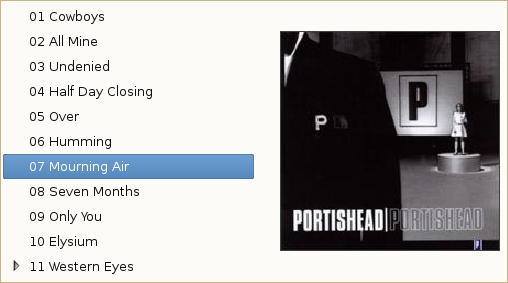 01 Cowboys
02 All Mine
03 Undenied
04 Half Day Closing
05 Over
06 Humming
07 Mourning Air
08 Seven Months
09 Only You
10 Elysium
11 Western Eyes
P
P
PORTISHEAD|PORTISHEAD
P